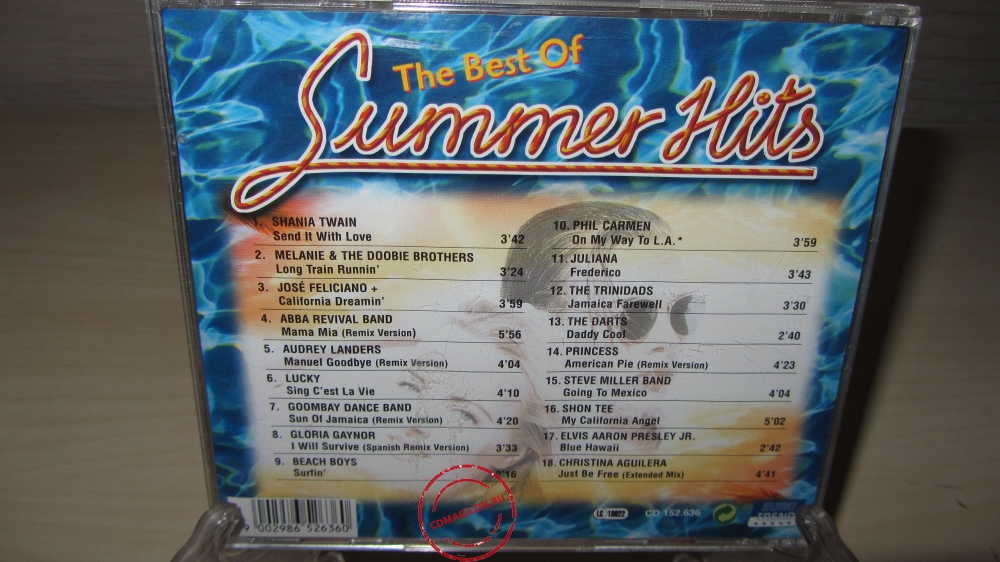 The Best Of
Summer Hits
1. SHANIA TWAIN
Send It With Love 3'42
2. MELANIE & THE DOOBIE BROTHERS
Long Train Runnin' 3'24
3. JOSÉ FELICIANO +
California Dreamin' 3'59
4. ABBA REVIVAL BAND
Mama Mia (Remix Version) 5'56
5. AUDREY LANDERS
Manuel Goodbye (Remix Version) 4'04
6. LUCKY
Sing C'est La Vie 4'10
7. GOOMBAY DANCE BAND
Sun Of Jamaica (Remix Version) 4'20
8. GLORIA GAYNOR
I Will Survive (Spanish Remix Version) 3'33
9. BEACH BOYS
Surfin'
10. PHIL CARMEN
On My Way To L.A.* 3'59
11. JULIANA
Frederico 3'43
12. THE TRINIDADS
Jamaica Farewell 3'30
13. THE DARTS
Daddy Cool 2'40
14. PRINCESS
American Pie (Remix Version) 4'23
15. STEVE MILLER BAND
Going To Mexico 4'04
16. SHON TEE
My California Angel 5'02
17. ELVIS AARON PRESLEY JR.
Blue Hawaii 2'42
18. CHRISTINA AGUILERA
Just Be Free (Extended Mix) 4'41
9 002986 526360
CDMAGAZIN.RU
LC 10022
CD 152.636